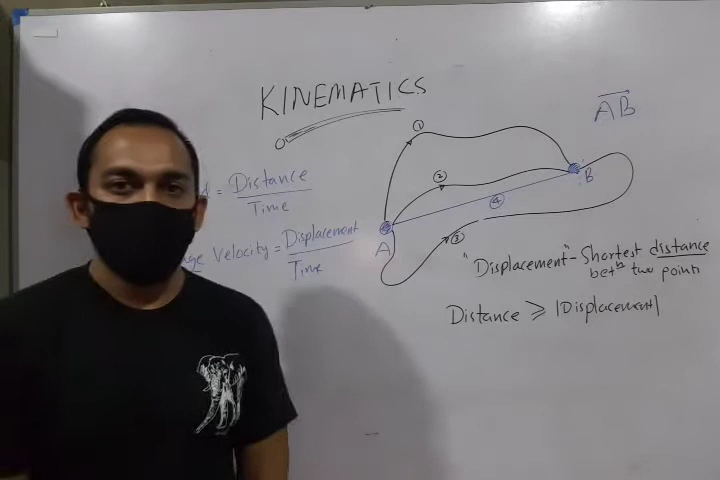 KINEMATICS
AB
①
②
④
③
B
A
d = Distance
Time
age Velocity = Displacement
Time
"Displacement" - Shortest distance
betⁿ two points
Distance ⩾ |Displacement|